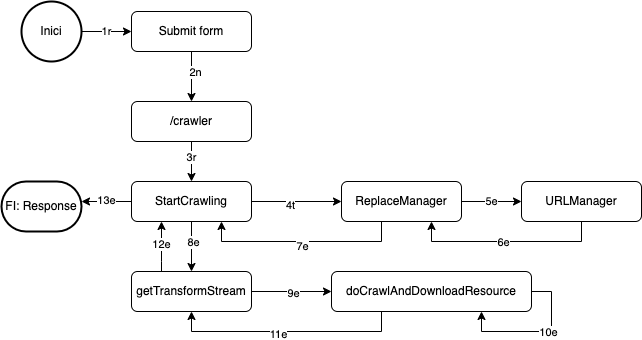 Inici
1r
Submit form
2n
/crawler
3r
FI: Response
13e
StartCrawling
4t
ReplaceManager
5e
URLManager
12e
8e
7e
6e
getTransformStream
9e
doCrawlAndDownloadResource
11e
10e